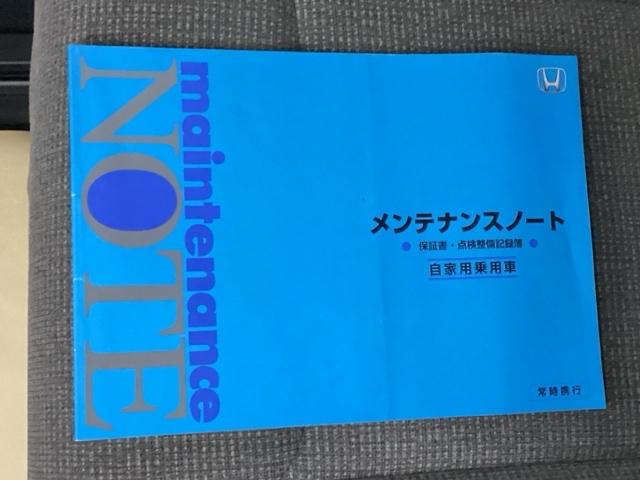 maintenance
NOTE
メンテナンスノート
● 保証書・点検整備記録簿 ●
自家用乗用車
常時携行